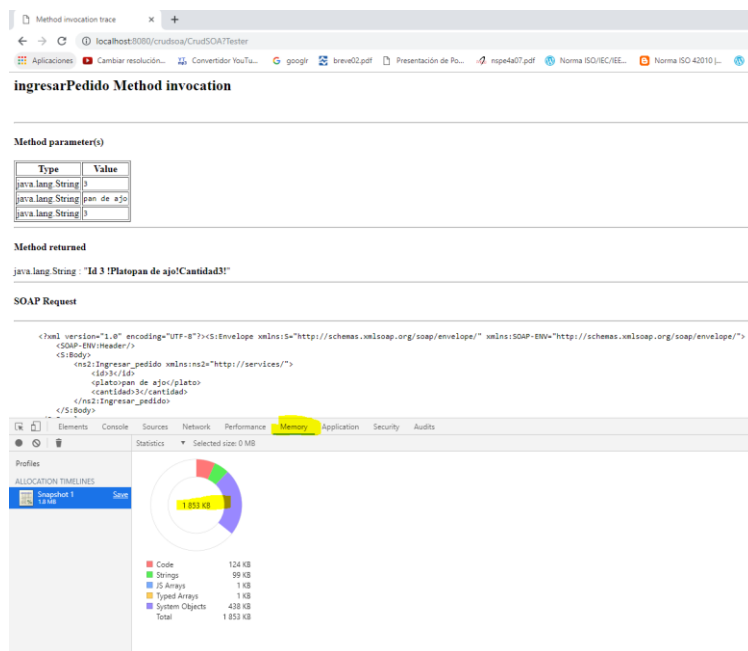 Method invocation trace
localhost:8080/crudsoa/CrudSOA?Tester
Aplicaciones Cambiar resolución... Convertidor YouTu... googlr breve02.pdf Presentación de Po... nspe4a07.pdf Norma ISO/IEC/IEE... Norma ISO 42010 |...
ingresarPedido Method invocation
Method parameter(s)
Type Value
java.lang.String 3
java.lang.String pan de ajo
java.lang.String 3
Method returned
java.lang.String : "Id 3 !Platopan de ajo!Cantidad3!"
SOAP Request
<?xml version="1.0" encoding="UTF-8"?><S:Envelope xmlns:S="http://schemas.xmlsoap.org/soap/envelope/" xmlns:SOAP-ENV="http://schemas.xmlsoap.org/soap/envelope/">
<SOAP-ENV:Header/>
<S:Body>
<ns2:Ingresar_pedido xmlns:ns2="http://services/">
<id>3</id>
<plato>pan de ajo</plato>
<cantidad>3</cantidad>
</ns2:Ingresar_pedido>
</S:Body>
Elements Console Sources Network Performance Memory Application Security Audits
Statistics Selected size: 0 MB
Profiles
ALLOCATION TIMELINES
Snapshot 1 Save
1.8 MB
1 853 KB
Code 124 KB
Strings 99 KB
JS Arrays 1 KB
Typed Arrays 1 KB
System Objects 438 KB
Total 1 853 KB